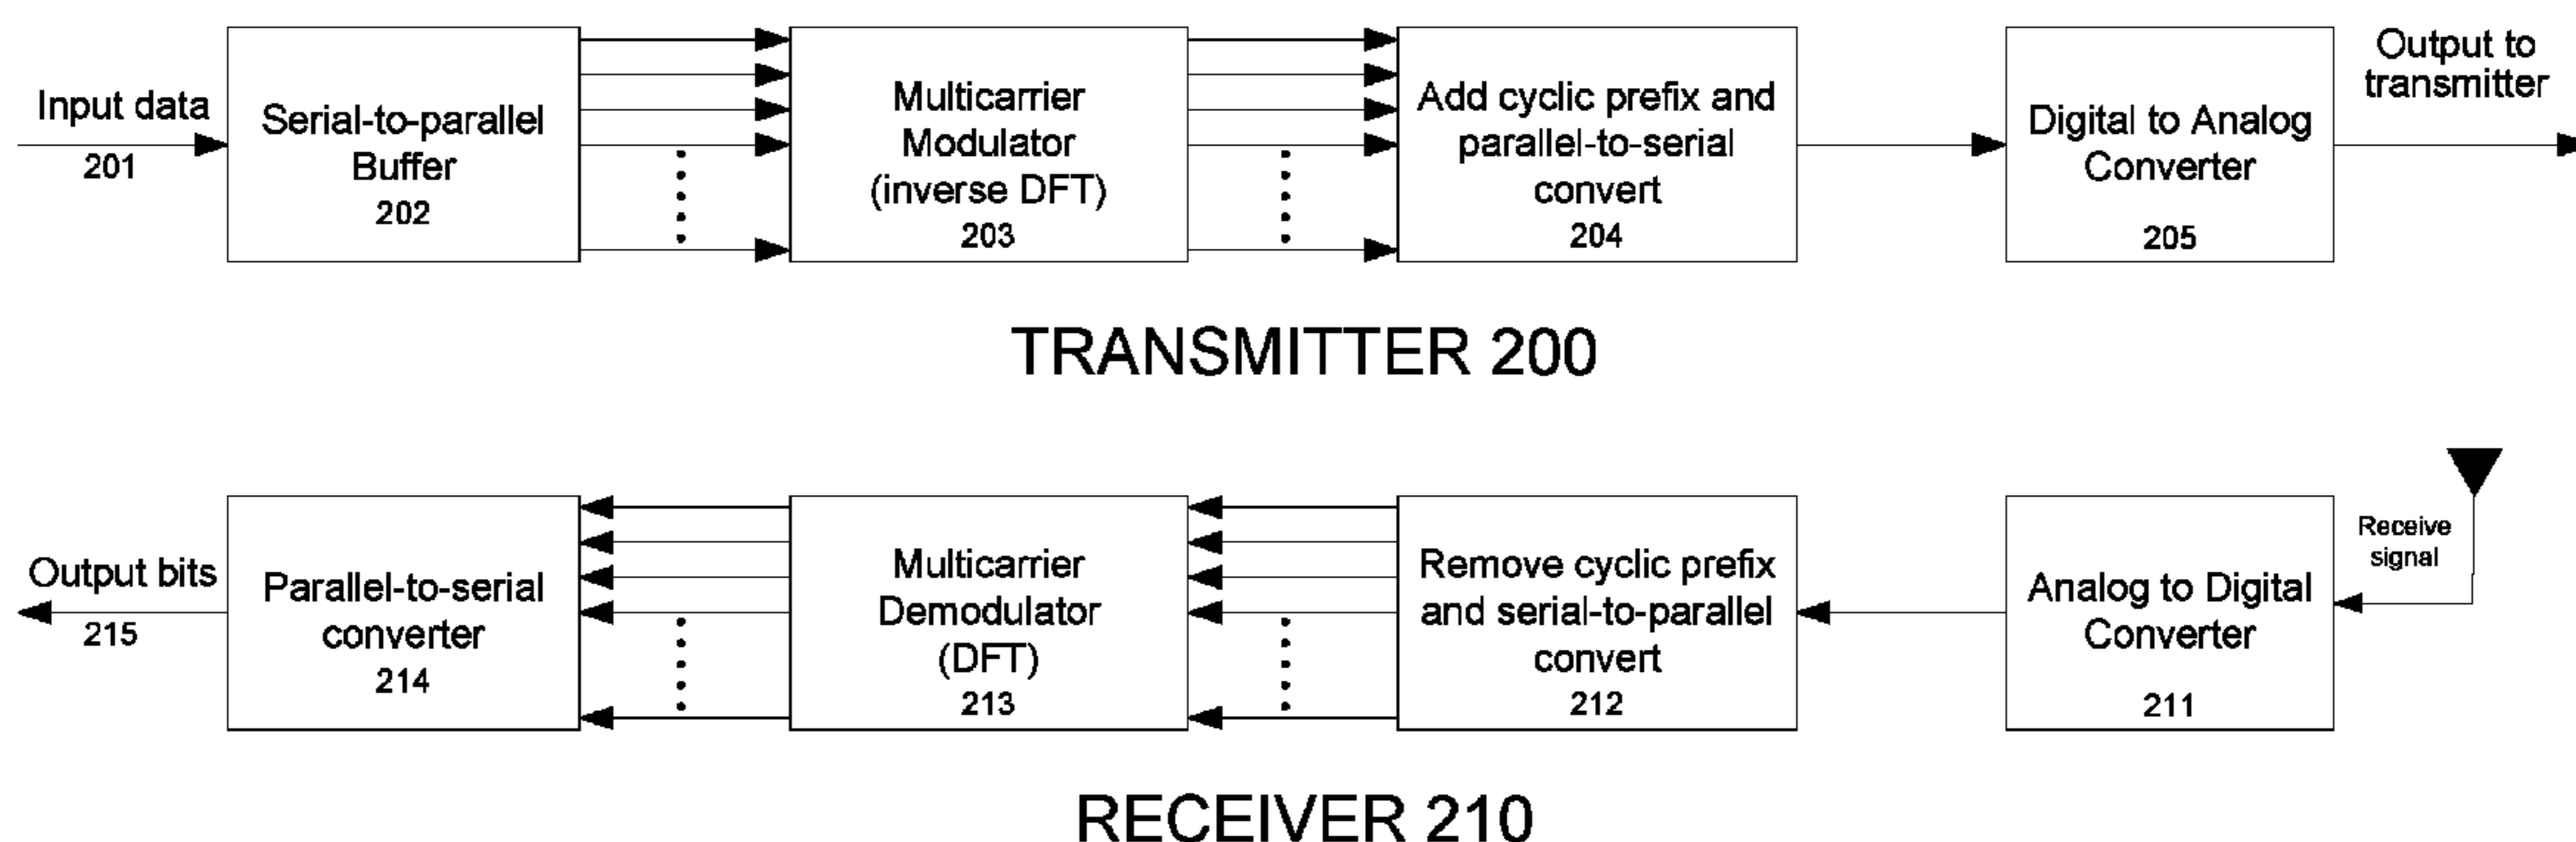 Input data
201
Serial-to-parallel
Buffer
202
Multicarrier
Modulator
(inverse DFT)
203
Add cyclic prefix and
parallel-to-serial
convert
204
Digital to Analog
Converter
205
Output to
transmitter
TRANSMITTER 200
Output bits
215
Parallel-to-serial
converter
214
Multicarrier
Demodulator
(DFT)
213
Remove cyclic prefix
and serial-to-parallel
convert
212
Analog to Digital
Converter
211
Receive
signal
RECEIVER 210